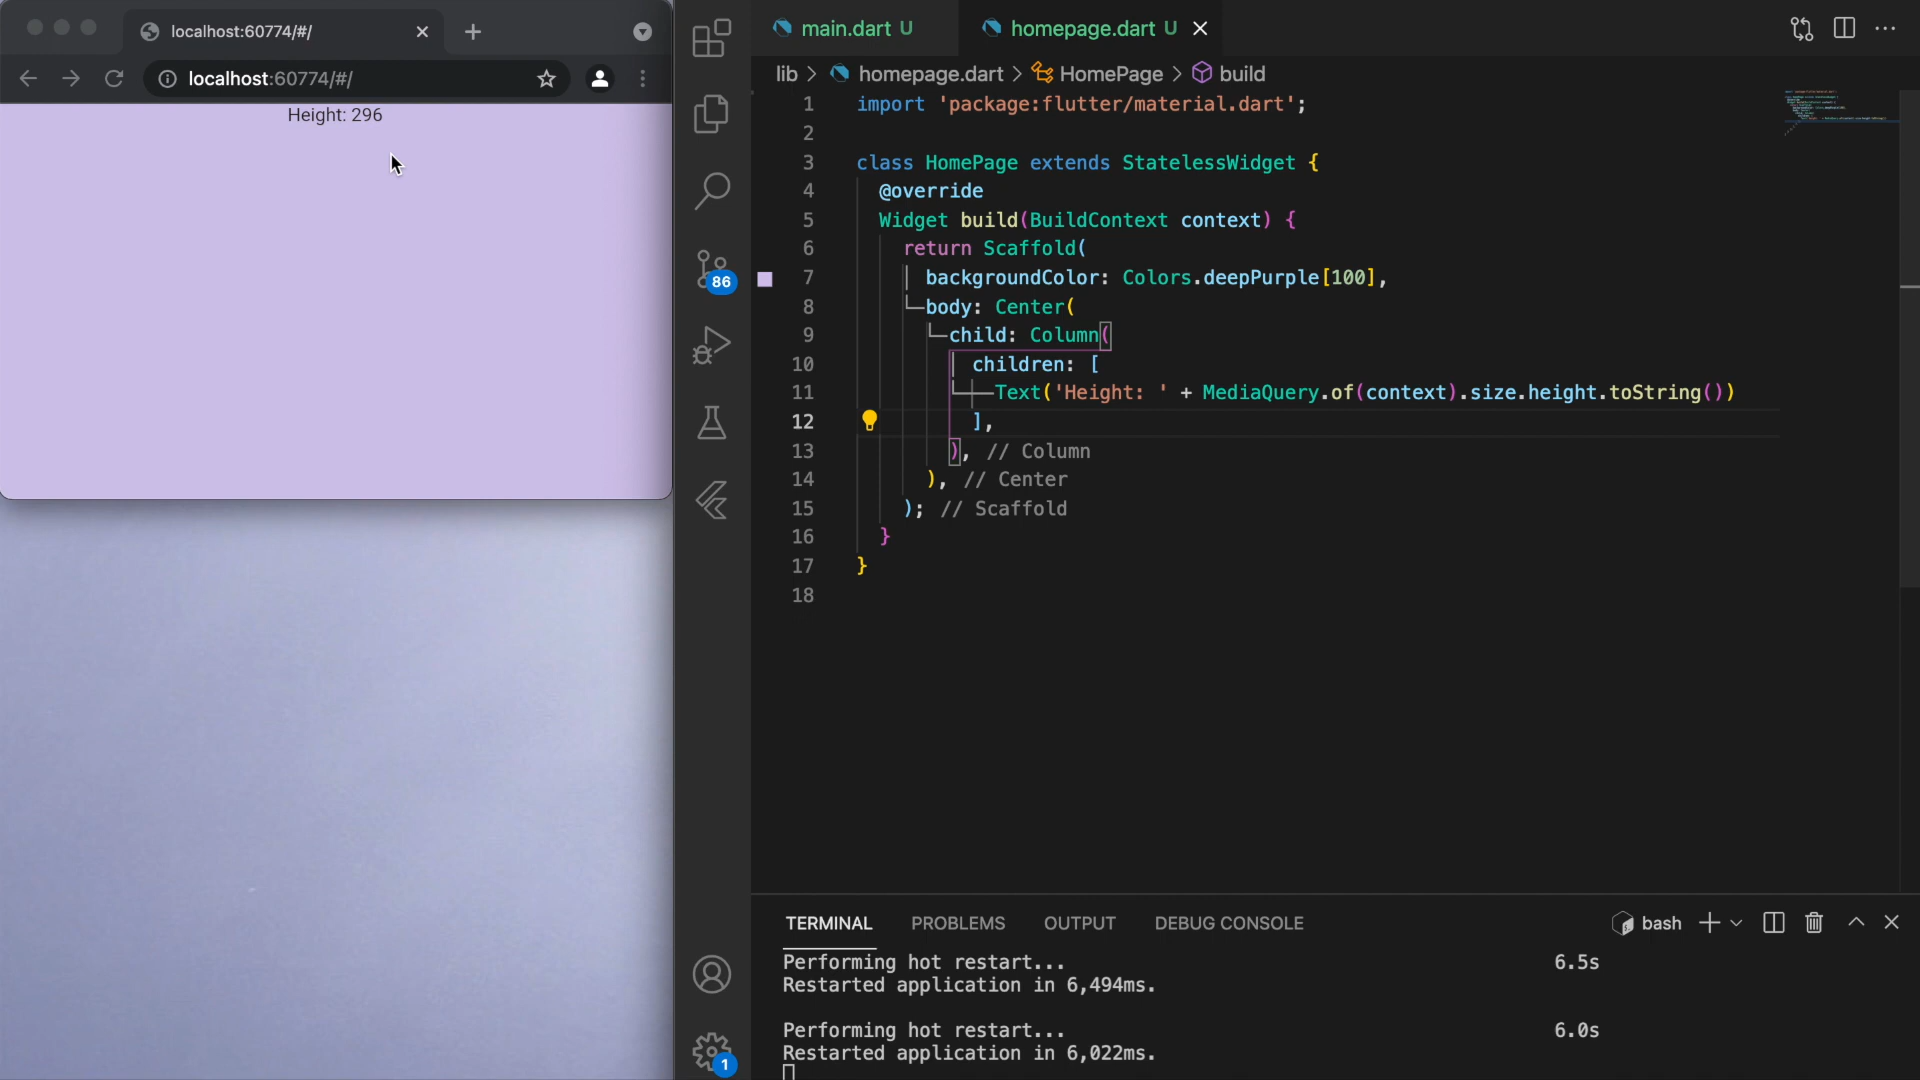 localhost:60774/#/
localhost:60774/#/
Height: 296
86
1
main.dart U
homepage.dart U
lib > homepage.dart > HomePage > build
1 import 'package:flutter/material.dart';
2
3 class HomePage extends StatelessWidget {
4 @override
5 Widget build(BuildContext context) {
6 return Scaffold(
7 backgroundColor: Colors.deepPurple[100],
8 body: Center(
9 child: Column(
10 children: [
11 Text('Height: ' + MediaQuery.of(context).size.height.toString())
12 ],
13 ), // Column
14 ), // Center
15 ); // Scaffold
16 }
17 }
18
TERMINAL PROBLEMS OUTPUT DEBUG CONSOLE bash
Performing hot restart... 6.5s
Restarted application in 6,494ms.
Performing hot restart... 6.0s
Restarted application in 6,022ms.